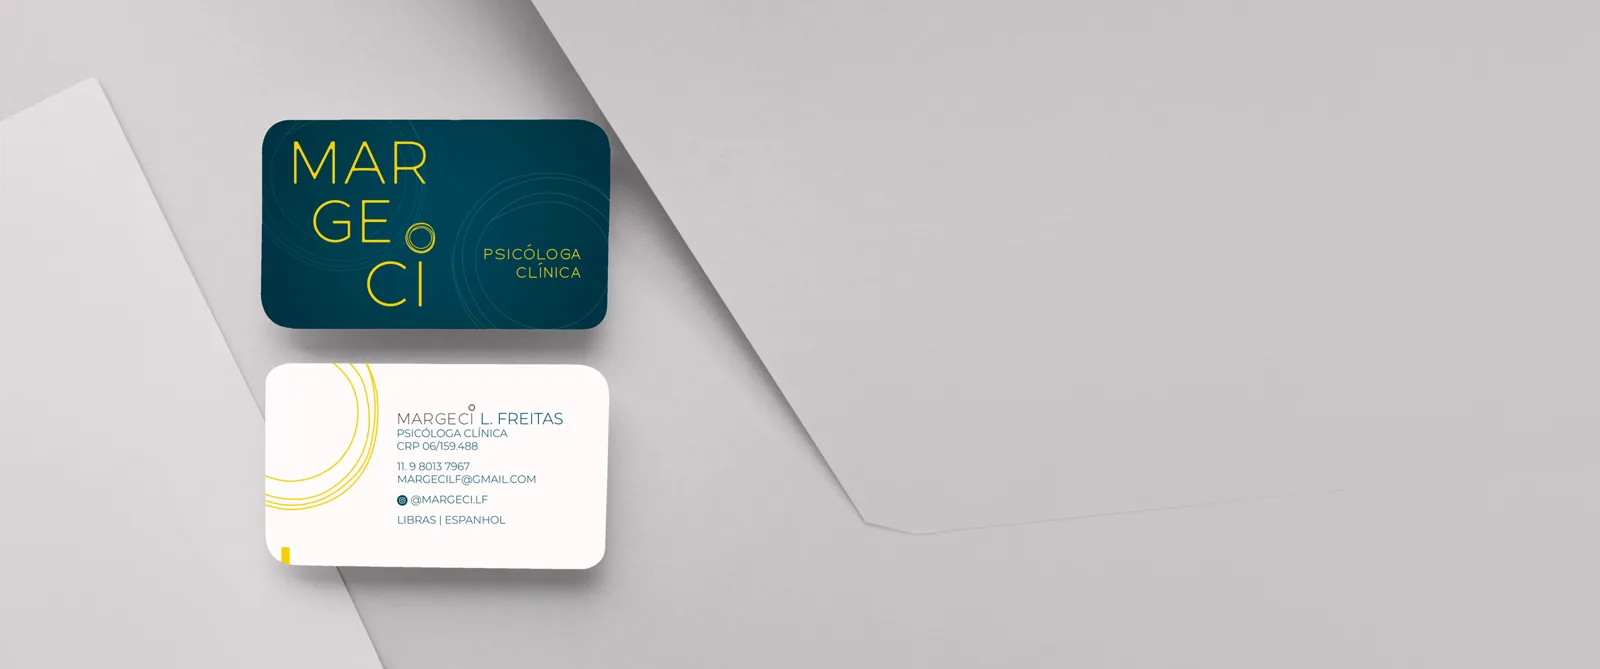 MAR
GE
CI
PSICÓLOGA
CLÍNICA
MARGECI L. FREITAS
PSICÓLOGA CLÍNICA
CRP 06/159.488
11. 9 8013 7967
MARGECILF@GMAIL.COM
@MARGECI.LF
LIBRAS | ESPANHOL